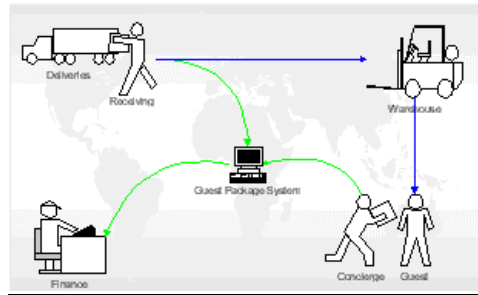 Deliveries
Receiving
Warehouse
Guest Package System
Finance
Concierge
Guest